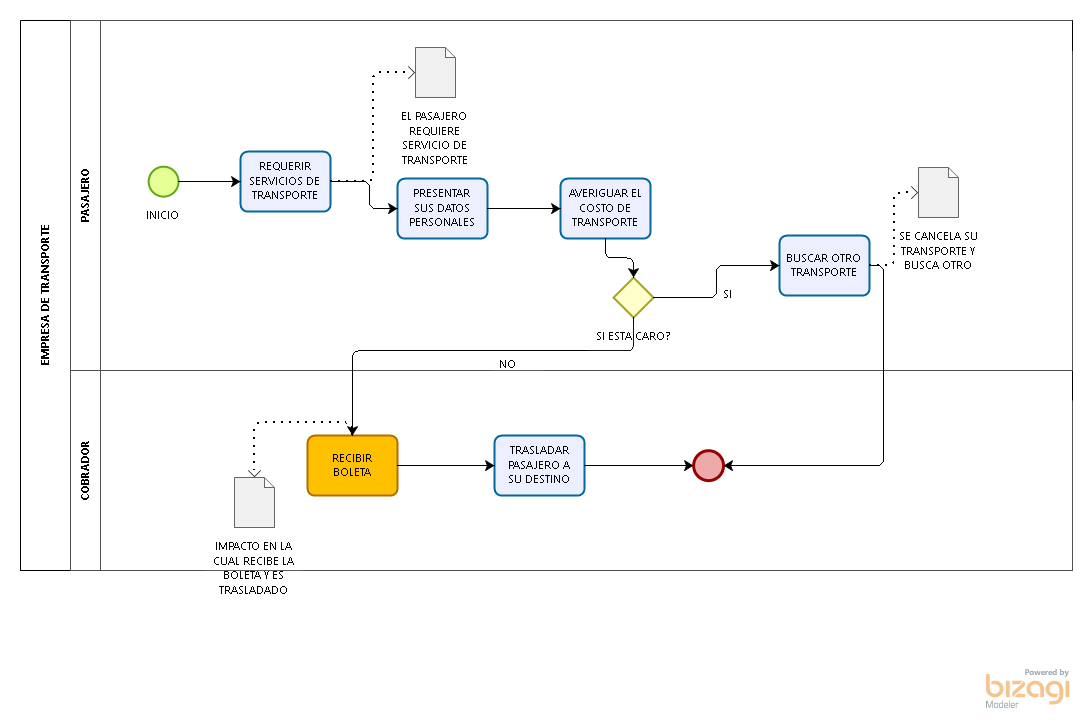 EMPRESA DE TRANSPORTE
PASAJERO
INICIO
REQUERIR
SERVICIOS DE
TRANSPORTE
EL PASAJERO
REQUIERE
SERVICIO DE
TRANSPORTE
PRESENTAR
SUS DATOS
PERSONALES
AVERIGUAR EL
COSTO DE
TRANSPORTE
SI ESTA CARO?
SI
NO
BUSCAR OTRO
TRANSPORTE
SE CANCELA SU
TRANSPORTE Y
BUSCA OTRO
COBRADOR
RECIBIR
BOLETA
TRASLADAR
PASAJERO A
SU DESTINO
IMPACTO EN LA
CUAL RECIBE LA
BOLETA Y ES
TRASLADADO
Powered by
bizagi
Modeler